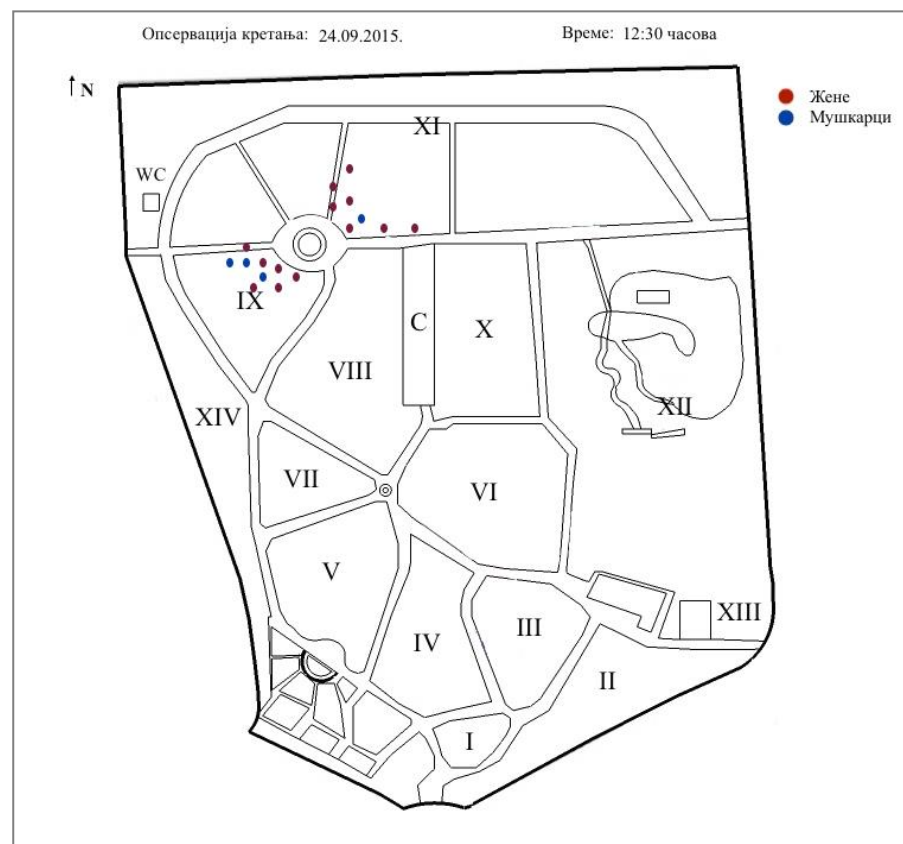 Опсервација кретања: 24.09.2015.
Време: 12:30 часова
N
Жене
Мушкарци
XI
WC
IX
C
X
VIII
XII
XIV
VII
VI
V
XIII
IV
III
II
I